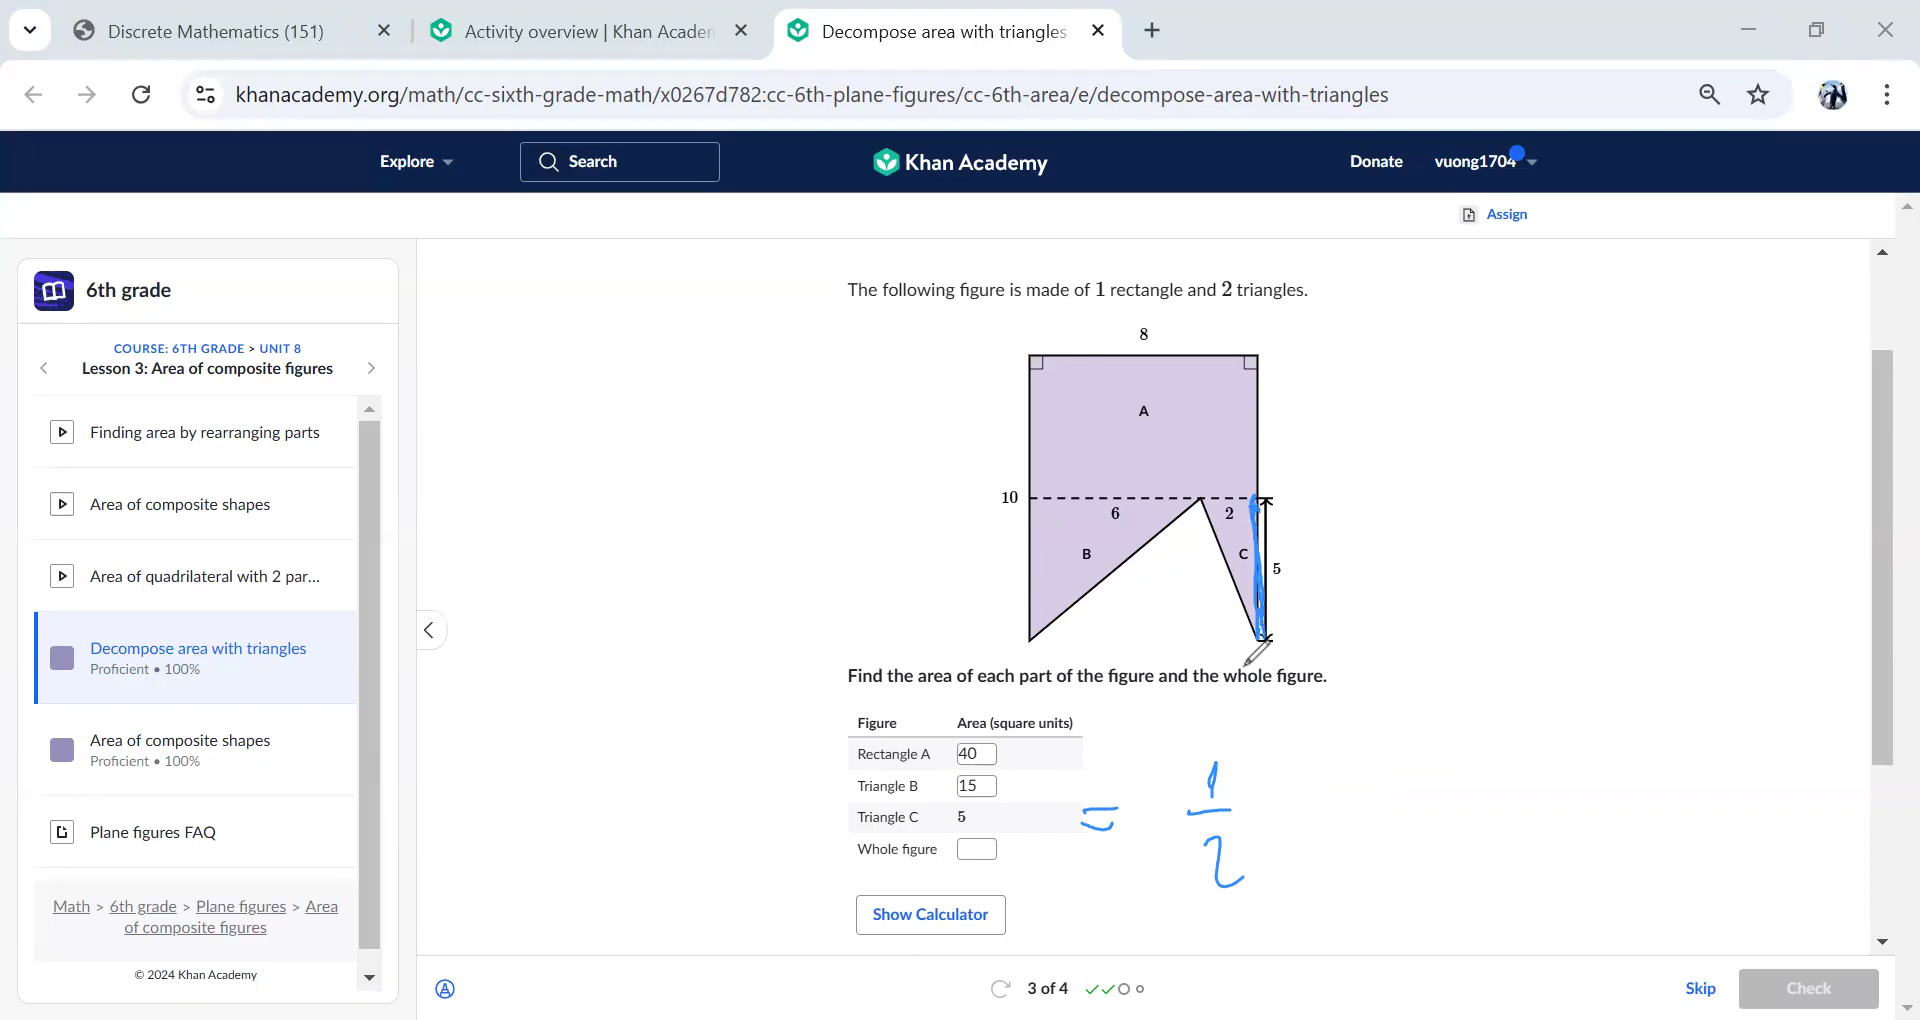 Discrete Mathematics (151)
Activity overview | Khan Academ
Decompose area with triangles
khanacademy.org/math/cc-sixth-grade-math/x0267d782:cc-6th-plane-figures/cc-6th-area/e/decompose-area-with-triangles
Explore
Search
Khan Academy
Donate
vuong1704
Assign
6th grade
COURSE: 6TH GRADE > UNIT 8
Lesson 3: Area of composite figures
Finding area by rearranging parts
Area of composite shapes
Area of quadrilateral with 2 par...
Decompose area with triangles
Proficient • 100%
Area of composite shapes
Proficient • 100%
Plane figures FAQ
Math > 6th grade > Plane figures > Area
of composite figures
© 2024 Khan Academy
The following figure is made of 1 rectangle and 2 triangles.
8
A
10
6
2
B
C
5
Find the area of each part of the figure and the whole figure.
Figure Area (square units)
Rectangle A 40
Triangle B 15
Triangle C 5
Whole figure
= 1
2
Show Calculator
3 of 4
Skip
Check